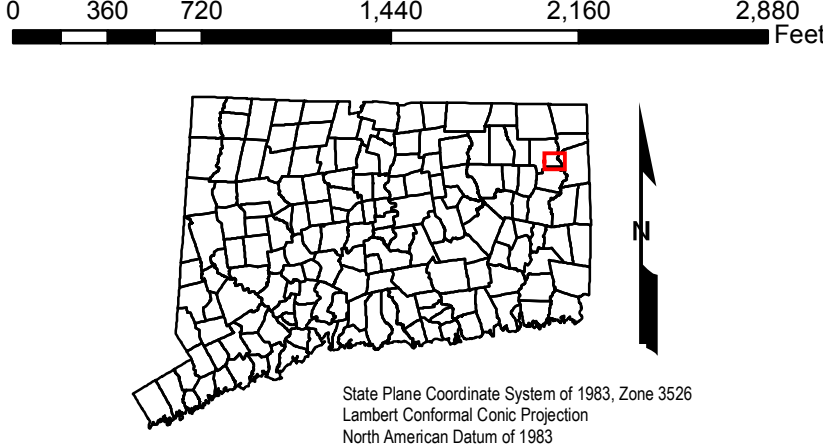 0 360 720 1,440 2,160 2,880
Feet
N
State Plane Coordinate System of 1983, Zone 3526
Lambert Conformal Conic Projection
North American Datum of 1983